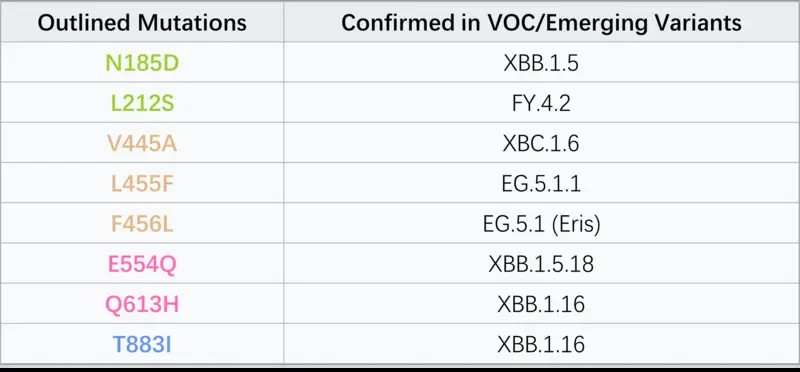 Outlined Mutations Confirmed in VOC/Emerging Variants
N185D XBB.1.5
L212S FY.4.2
V445A XBC.1.6
L455F EG.5.1.1
F456L EG.5.1 (Eris)
E554Q XBB.1.5.18
Q613H XBB.1.16
T883I XBB.1.16